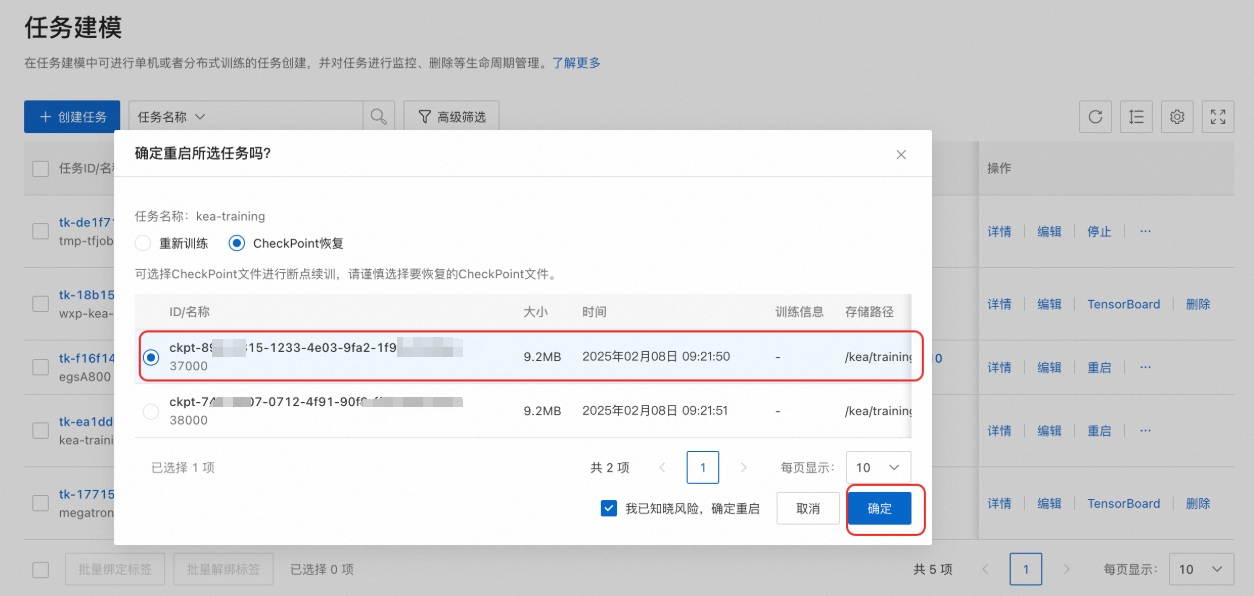 任务建模
在任务建模中可进行单机或者分布式训练的任务创建，并对任务进行监控、删除等生命周期管理。了解更多
创建任务 任务名称 高级筛选
确定重启所选任务吗?
任务ID/名 操作
任务名称: kea-training
tk-de1f7
tmp-tfjob 详情 编辑 停止 ···
重新训练 CheckPoint恢复
可选择CheckPoint文件进行断点续训，请谨慎选择要恢复的CheckPoint文件。
tk-18b15
wxp-kea- 详情 编辑 TensorBoard 删除
ID/名称 大小 时间 训练信息 存储路径
ckpt-89 315-1233-4e03-9fa2-1f9
37000 9.2MB 2025年02月08日 09:21:50 - /kea/training
tk-f16f14
egsA800 10 详情 编辑 重启 ···
ckpt-74 07-0712-4f91-90f
38000 9.2MB 2025年02月08日 09:21:51 - /kea/training
tk-ea1dd
kea-traini 详情 编辑 重启 ···
已选择 1 项 共 2 项 1 每页显示: 10
tk-17715
megatron 详情 编辑 TensorBoard 删除
我已知晓风险，确定重启 取消 确定
批量绑定标签 批量解绑标签 已选择 0 项 共 5 项 1 每页显示: 10